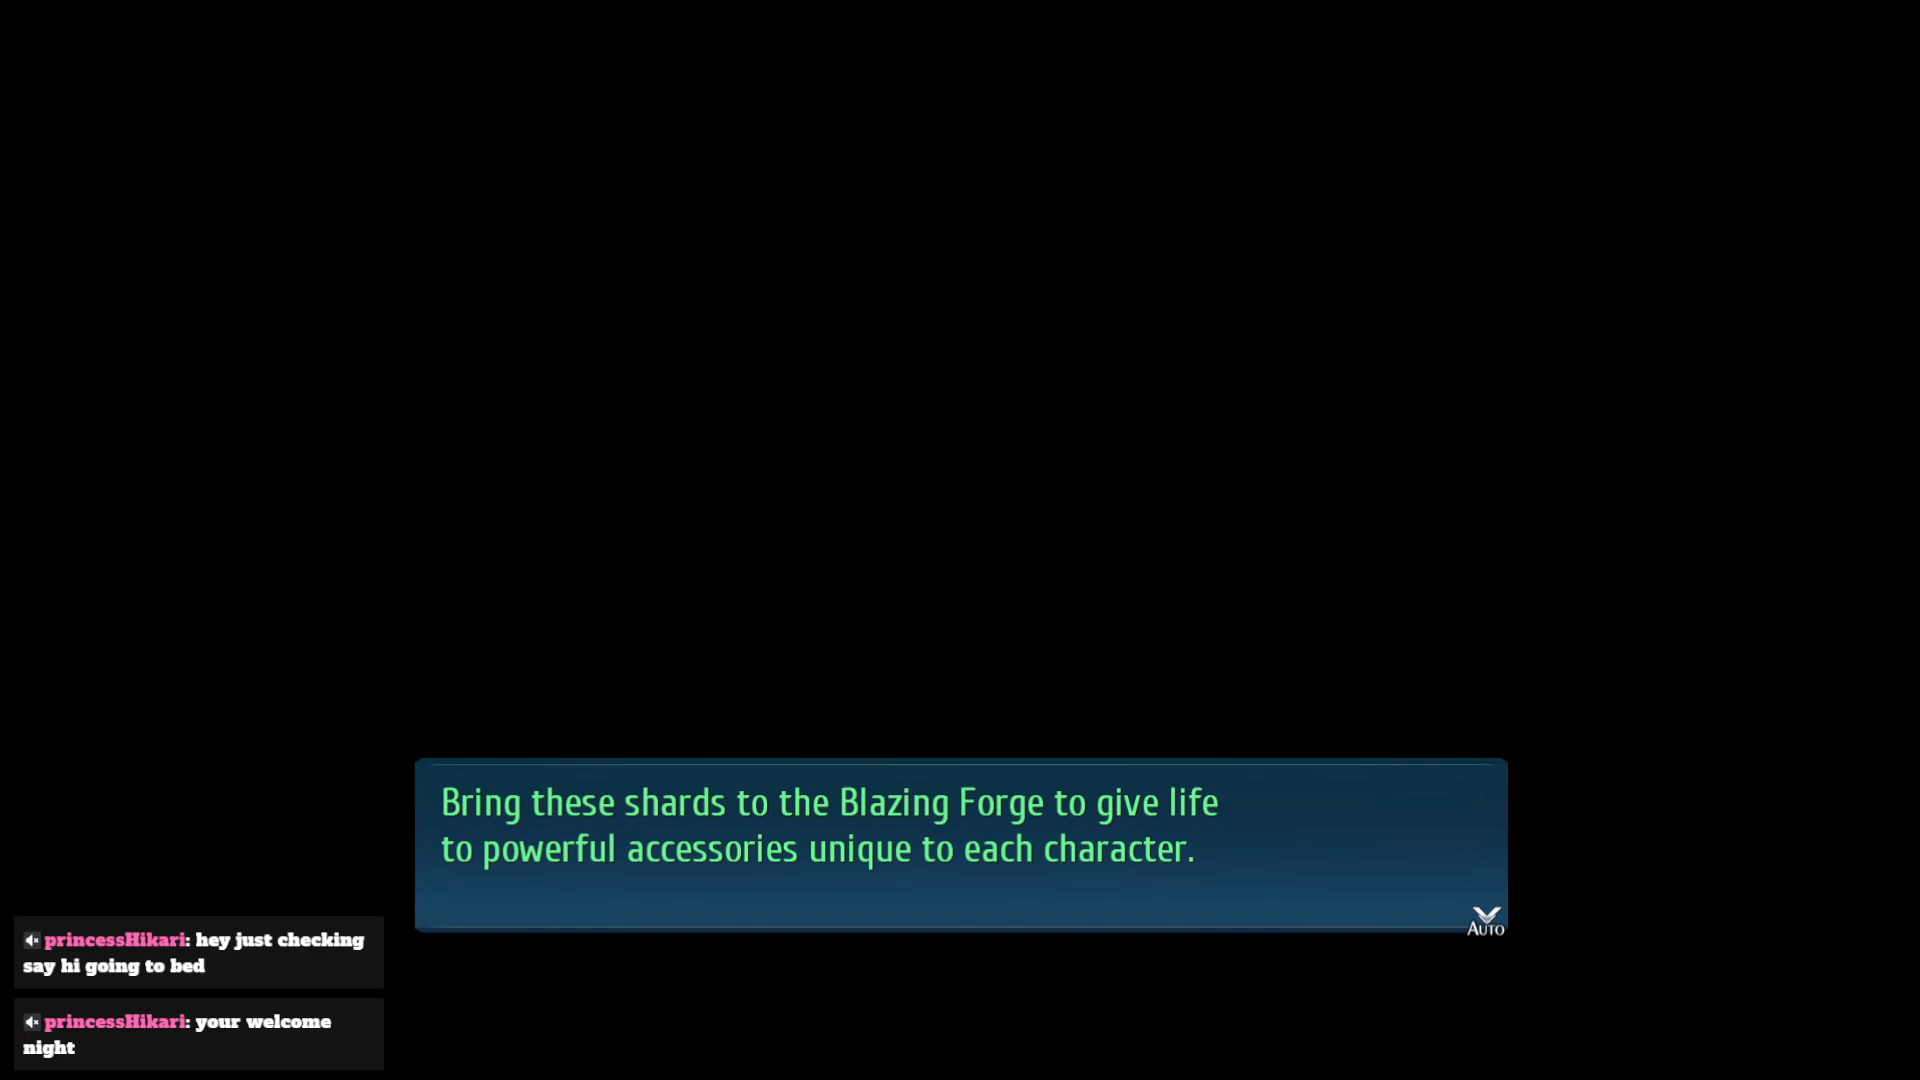 Bring these shards to the Blazing Forge to give life
to powerful accessories unique to each character.
AUTO
princessHikari: hey just checking
say hi going to bed
princessHikari: your welcome
night